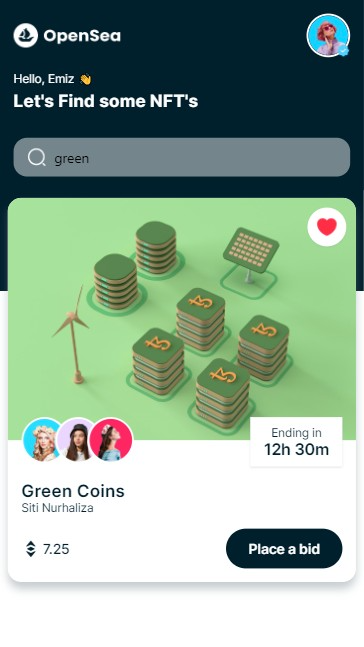 OpenSea
Hello, Emiz 👋
Let's Find some NFT's
green
Ending in
12h 30m
Green Coins
Siti Nurhaliza
7.25
Place a bid